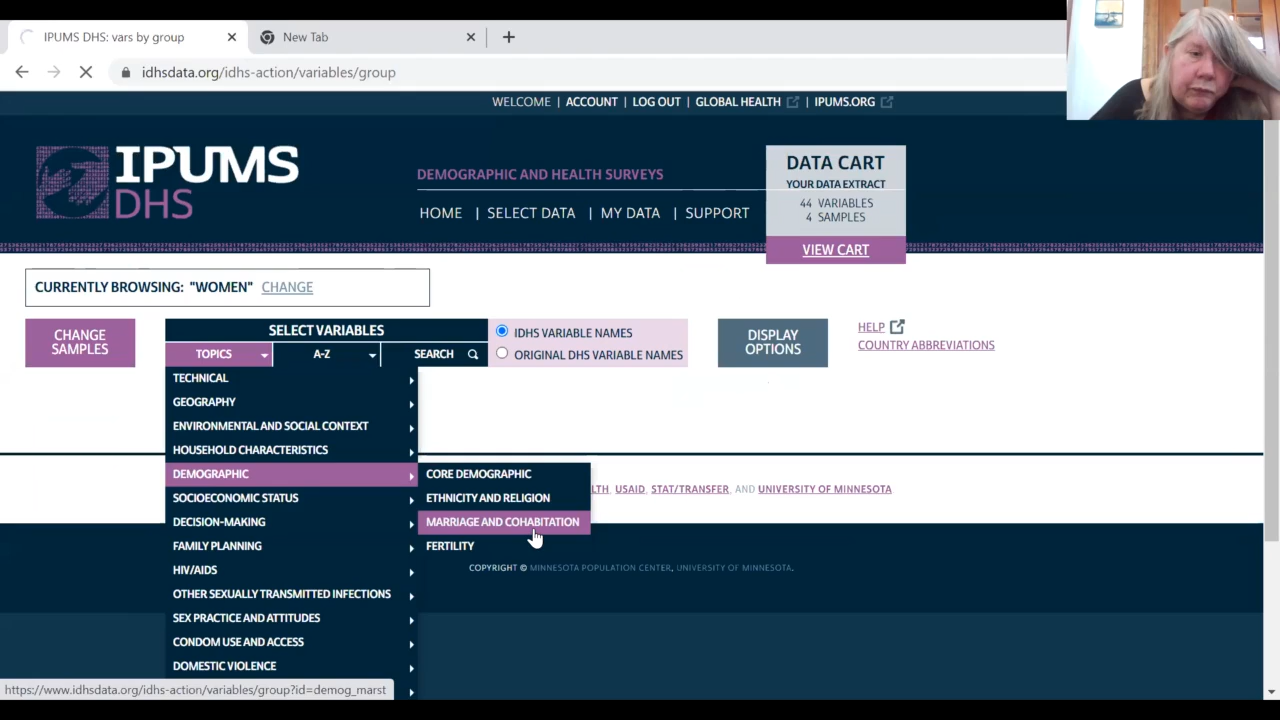 IPUMS DHS: vars by group
New Tab
idhsdata.org/idhs-action/variables/group
WELCOME | ACCOUNT | LOG OUT | GLOBAL HEALTH | IPUMS.ORG
IPUMS
DHS
DEMOGRAPHIC AND HEALTH SURVEYS
HOME | SELECT DATA | MY DATA | SUPPORT
DATA CART
YOUR DATA EXTRACT
44 VARIABLES
4 SAMPLES
VIEW CART
CURRENTLY BROWSING: "WOMEN" CHANGE
CHANGE
SAMPLES
SELECT VARIABLES
TOPICS
A-Z
SEARCH
IDHS VARIABLE NAMES
ORIGINAL DHS VARIABLE NAMES
DISPLAY
OPTIONS
HELP
COUNTRY ABBREVIATIONS
TECHNICAL
GEOGRAPHY
ENVIRONMENTAL AND SOCIAL CONTEXT
HOUSEHOLD CHARACTERISTICS
DEMOGRAPHIC
SOCIOECONOMIC STATUS
DECISION-MAKING
FAMILY PLANNING
HIV/AIDS
OTHER SEXUALLY TRANSMITTED INFECTIONS
SEX PRACTICE AND ATTITUDES
CONDOM USE AND ACCESS
DOMESTIC VIOLENCE
CORE DEMOGRAPHIC
ETHNICITY AND RELIGION
MARRIAGE AND COHABITATION
FERTILITY
LTH, USAID, STAT/TRANSFER, AND UNIVERSITY OF MINNESOTA
COPYRIGHT © MINNESOTA POPULATION CENTER, UNIVERSITY OF MINNESOTA.
https://www.idhsdata.org/idhs-action/variables/group?id=demog_marst